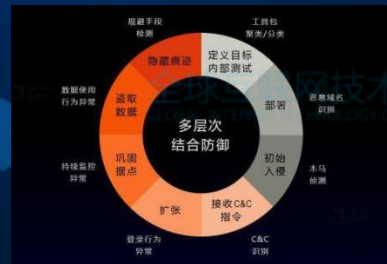 规避手段
检测
工具包
聚类/分类
隐藏痕迹
定义目标
内部测试
数据使用
行为异常
盗取
数据
部署
恶意域名
识别
多层次
结合防御
持续监控
异常
巩固
据点
初始
入侵
木马
侦测
扩张
接收C&C
指令
登录行为
异常
C&C
识别